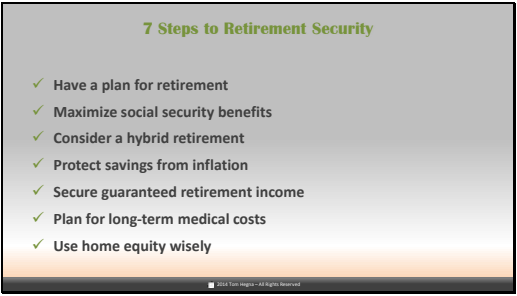 7 Steps to Retirement Security
✓ Have a plan for retirement
✓ Maximize social security benefits
✓ Consider a hybrid retirement
✓ Protect savings from inflation
✓ Secure guaranteed retirement income
✓ Plan for long-term medical costs
✓ Use home equity wisely
2014 Tom Hegna – All Rights Reserved